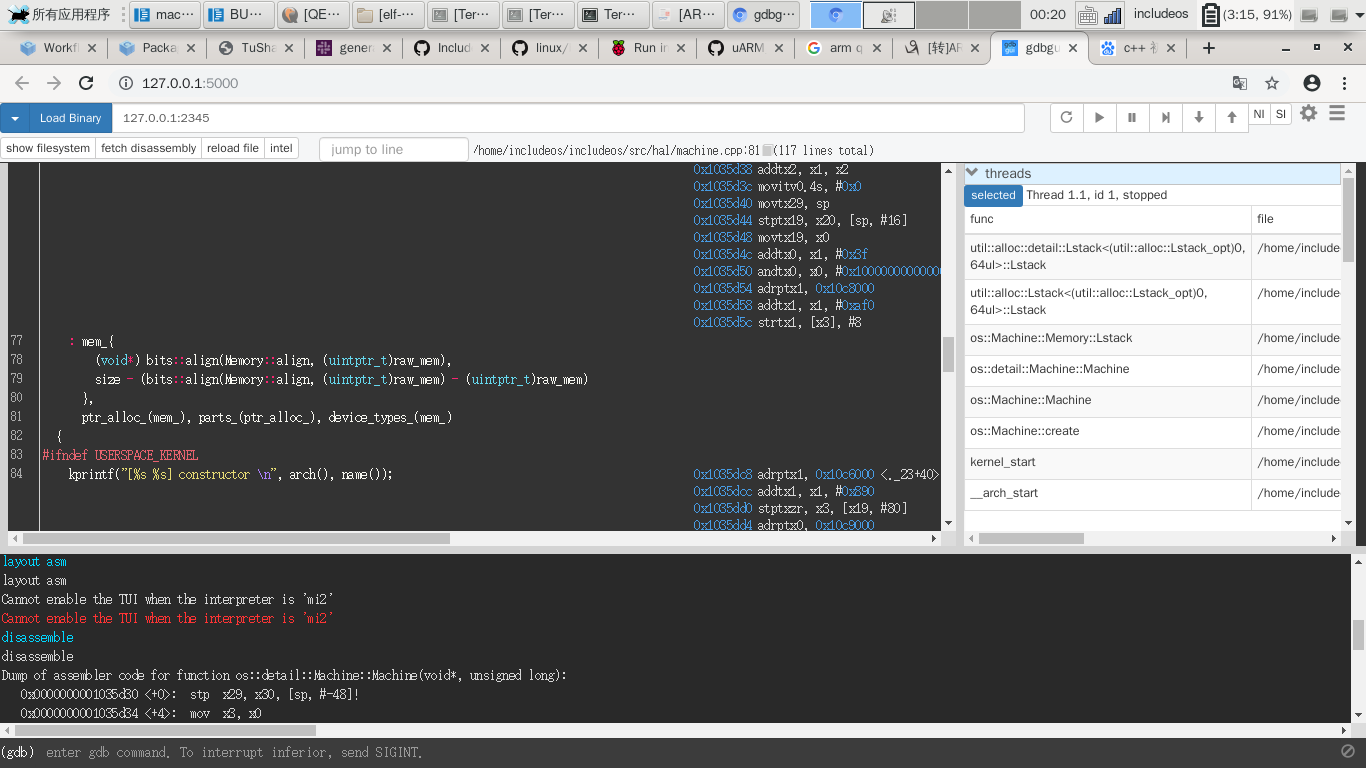 所有应用程序 mac... BU... [QE... [elf-... [Ter... [Ter... Ter... [AR... gdbg... 00:20 includeos (3:15, 91%)
Workfl Packa TuSha genera Includ linux/ Run in uARM arm q [转]AR gdbgu c++
127.0.0.1:5000
Load Binary 127.0.0.1:2345 NI SI
show filesystem fetch disassembly reload file intel jump to line /home/includeos/includeos/src/hal/machine.cpp:81 (117 lines total)
0x1035d38 addtx2, x1, x2
0x1035d3c movitv0.4s, #0x0
0x1035d40 movtx29, sp
0x1035d44 stptx19, x20, [sp, #16]
0x1035d48 movtx19, x0
0x1035d4c addtx0, x1, #0x3f
0x1035d50 andtx0, x0, #0x1000000000000
0x1035d54 adrptx1, 0x10c8000
0x1035d58 addtx1, x1, #0xaf0
0x1035d5c strtx1, [x3], #8
77 : mem_{
78 (void*) bits::align(Memory::align, (uintptr_t)raw_mem),
79 size - (bits::align(Memory::align, (uintptr_t)raw_mem) - (uintptr_t)raw_mem)
80 },
81 ptr_alloc_(mem_), parts_(ptr_alloc_), device_types_(mem_)
82 {
83 #ifndef USERSPACE_KERNEL
84 kprintf("[%s %s] constructor \n", arch(), name());
0x1035dc8 adrptx1, 0x10c6000 <._23+40>
0x1035dcc addtx1, x1, #0x890
0x1035dd0 stptxzr, x3, [x19, #80]
0x1035dd4 adrptx0, 0x10c9000
threads
selected Thread 1.1, id 1, stopped
func file
util::alloc::detail::Lstack<(util::alloc::Lstack_opt)0, /home/include
64ul>::Lstack
util::alloc::Lstack<(util::alloc::Lstack_opt)0, /home/include
64ul>::Lstack
os::Machine::Memory::Lstack /home/include
os::detail::Machine::Machine /home/include
os::Machine::Machine /home/include
os::Machine::create /home/include
kernel_start /home/include
__arch_start /home/include
layout asm
layout asm
Cannot enable the TUI when the interpreter is 'mi2'
Cannot enable the TUI when the interpreter is 'mi2'
disassemble
disassemble
Dump of assembler code for function os::detail::Machine::Machine(void*, unsigned long):
0x0000000001035d30 <+0>: stp x29, x30, [sp, #-48]!
0x0000000001035d34 <+4>: mov x3, x0
(gdb) enter gdb command. To interrupt inferior, send SIGINT.